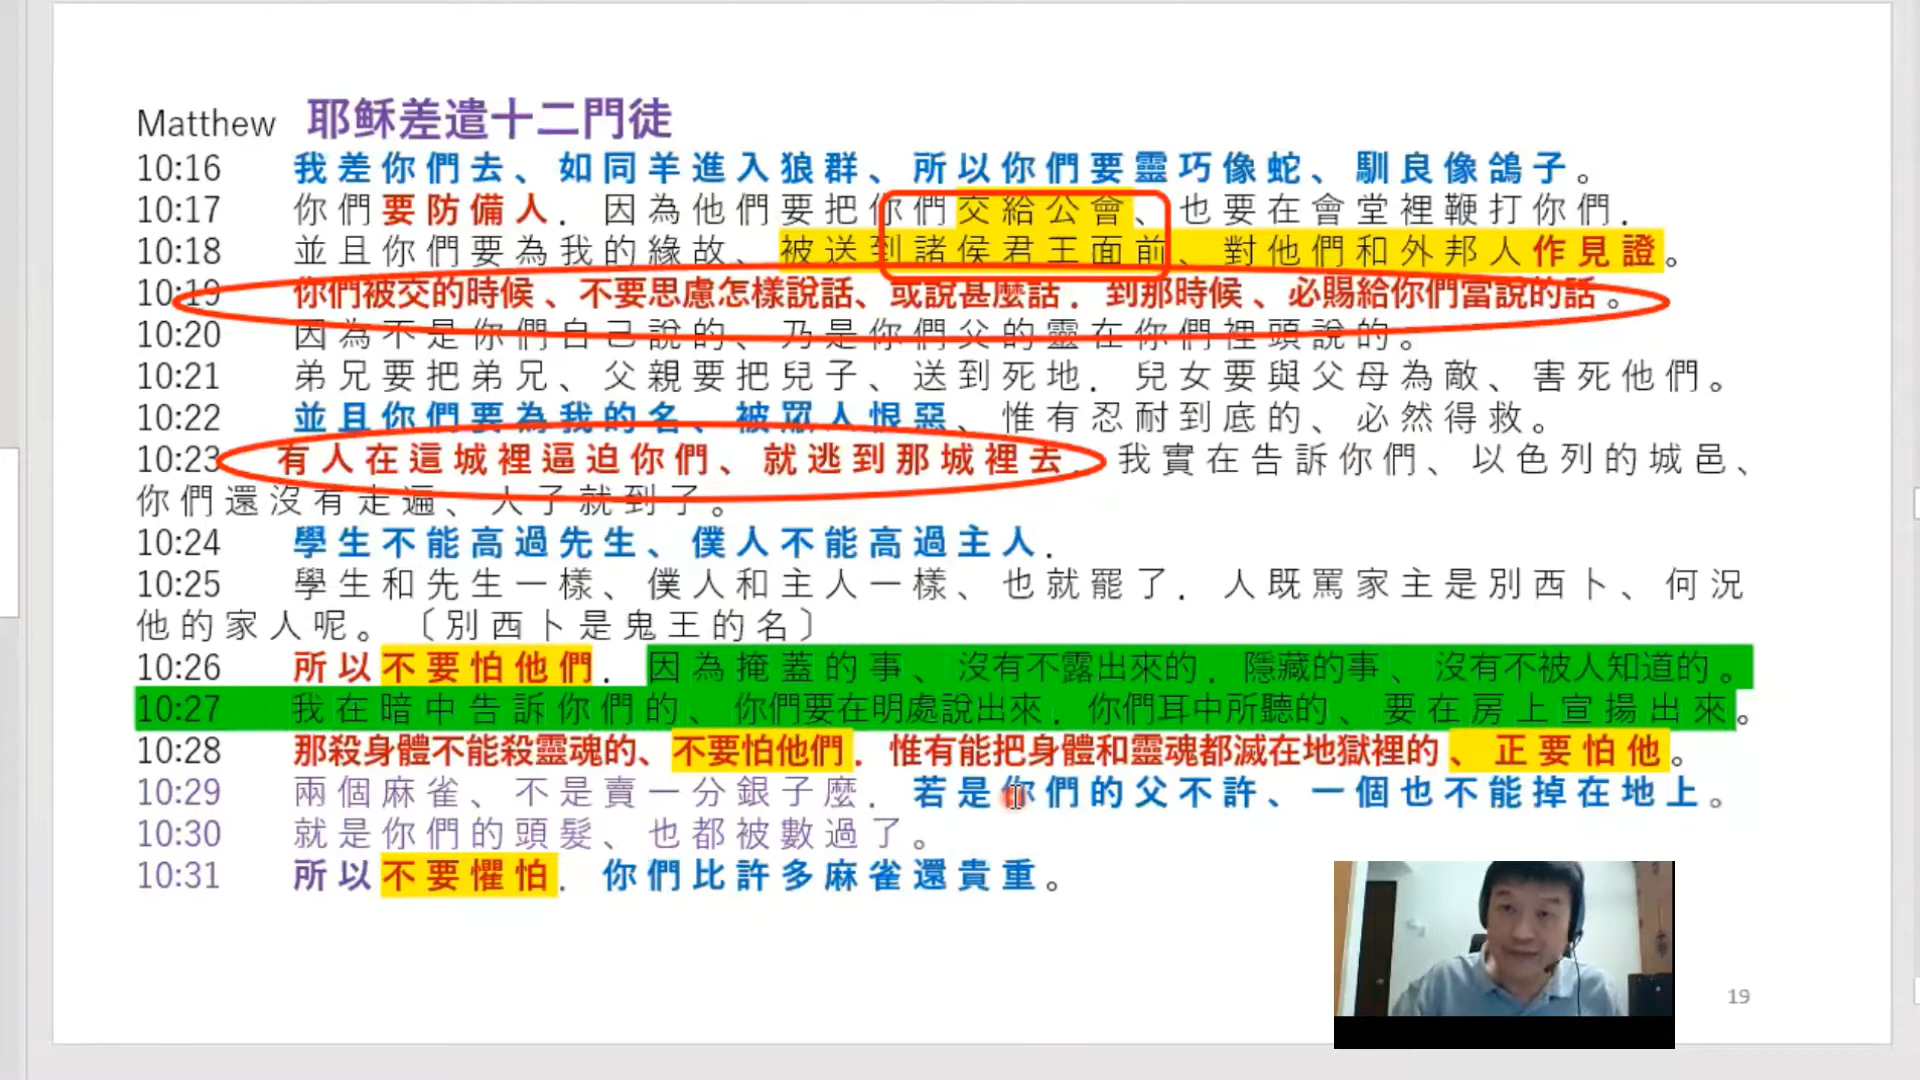 Matthew 耶穌差遣十二門徒
10:16 我差你們去、如同羊進入狼群、所以你們要靈巧像蛇、馴良像鴿子。
10:17 你們要防備人．因為他們要把你們交給公會、也要在會堂裡鞭打你們．
10:18 並且你們要為我的緣故、被送到諸侯君王面前、對他們和外邦人作見證。
10:19 你們被交的時候、不要思慮怎樣說話、或說甚麼話．到那時候、必賜給你們當說的話。
10:20 因為不是你們自己說的、乃是你們父的靈在你們裡頭說的。
10:21 弟兄要把弟兄、父親要把兒子、送到死地．兒女要與父母為敵、害死他們。
10:22 並且你們要為我的名、被眾人恨惡、惟有忍耐到底的、必然得救。
10:23 有人在這城裡逼迫你們、就逃到那城裡去．我實在告訴你們、以色列的城邑、
你們還沒有走遍、人子就到了。
10:24 學生不能高過先生、僕人不能高過主人．
10:25 學生和先生一樣、僕人和主人一樣、也就罷了．人既罵家主是別西卜、何況
他的家人呢。〔別西卜是鬼王的名〕
10:26 所以不要怕他們．因為掩蓋的事、沒有不露出來的．隱藏的事、沒有不被人知道的。
10:27 我在暗中告訴你們的、你們要在明處說出來．你們耳中所聽的、要在房上宣揚出來。
10:28 那殺身體不能殺靈魂的、不要怕他們．惟有能把身體和靈魂都滅在地獄裡的、正要怕他。
10:29 兩個麻雀、不是賣一分銀子麼．若是你們的父不許、一個也不能掉在地上。
10:30 就是你們的頭髮、也都被數過了。
10:31 所以不要懼怕．你們比許多麻雀還貴重。
19